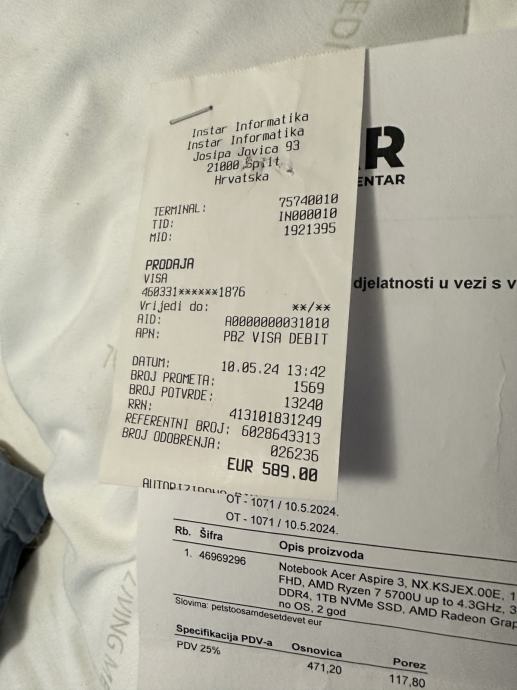 Instar Informatika
Instar Informatika
Josipa Jovica 93
21000 Split
Hrvatska
TERMINAL: 75740010
TID: IN000010
MID: 1921395
PRODAJA
VISA
460331******1876
Vrijedi do: **/**
AID: A0000000031010
APN: PBZ VISA DEBIT
DATUM: 10.05.24 13:42
BROJ PROMETA: 1569
BROJ POTVRDE: 13240
RRN: 413101831249
REFERENTNI BROJ: 6028643313
BROJ ODOBRENJA: 026236
EUR 589.00
R
ENTAR
djelatnosti u vezi s
OT - 1071 / 10.5.2024.
OT - 1071 / 10.5.2024.
Rb. Šifra Opis proizvoda
1. 46969296 Notebook Acer Aspire 3, NX.KSJEX.00E, 1
FHD, AMD Ryzen 7 5700U up to 4.3GHz, 3
DDR4, 1TB NVMe SSD, AMD Radeon Grap
no OS, 2 god
Slovima: petstoosamdesetdevet eur
Specifikacija PDV-a Osnovica Porez
PDV 25% 471,20 117,80
LIVING ME